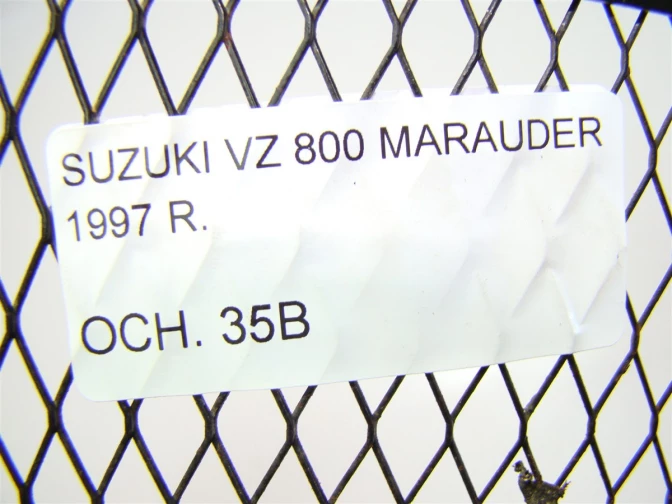 SUZUKI VZ 800 MARAUDER
1997 R.
OCH. 35B